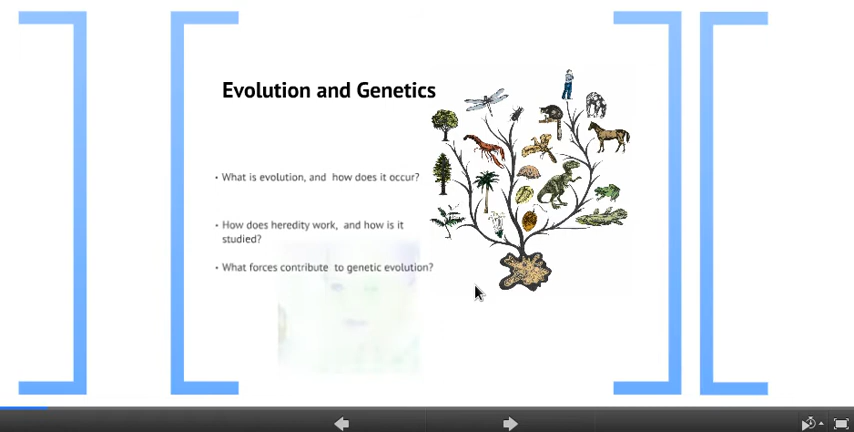 Evolution and Genetics
• What is evolution, and how does it occur?
• How does heredity work, and how is it
studied?
• What forces contribute to genetic evolution?